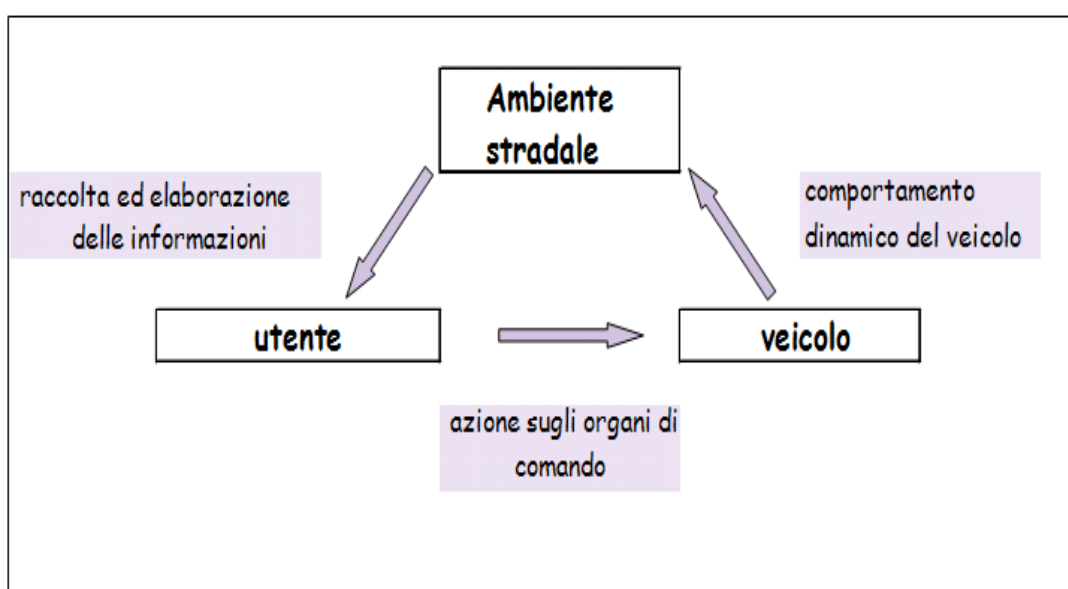 Ambiente
stradale
raccolta ed elaborazione
delle informazioni
comportamento
dinamico del veicolo
utente
veicolo
azione sugli organi di
comando